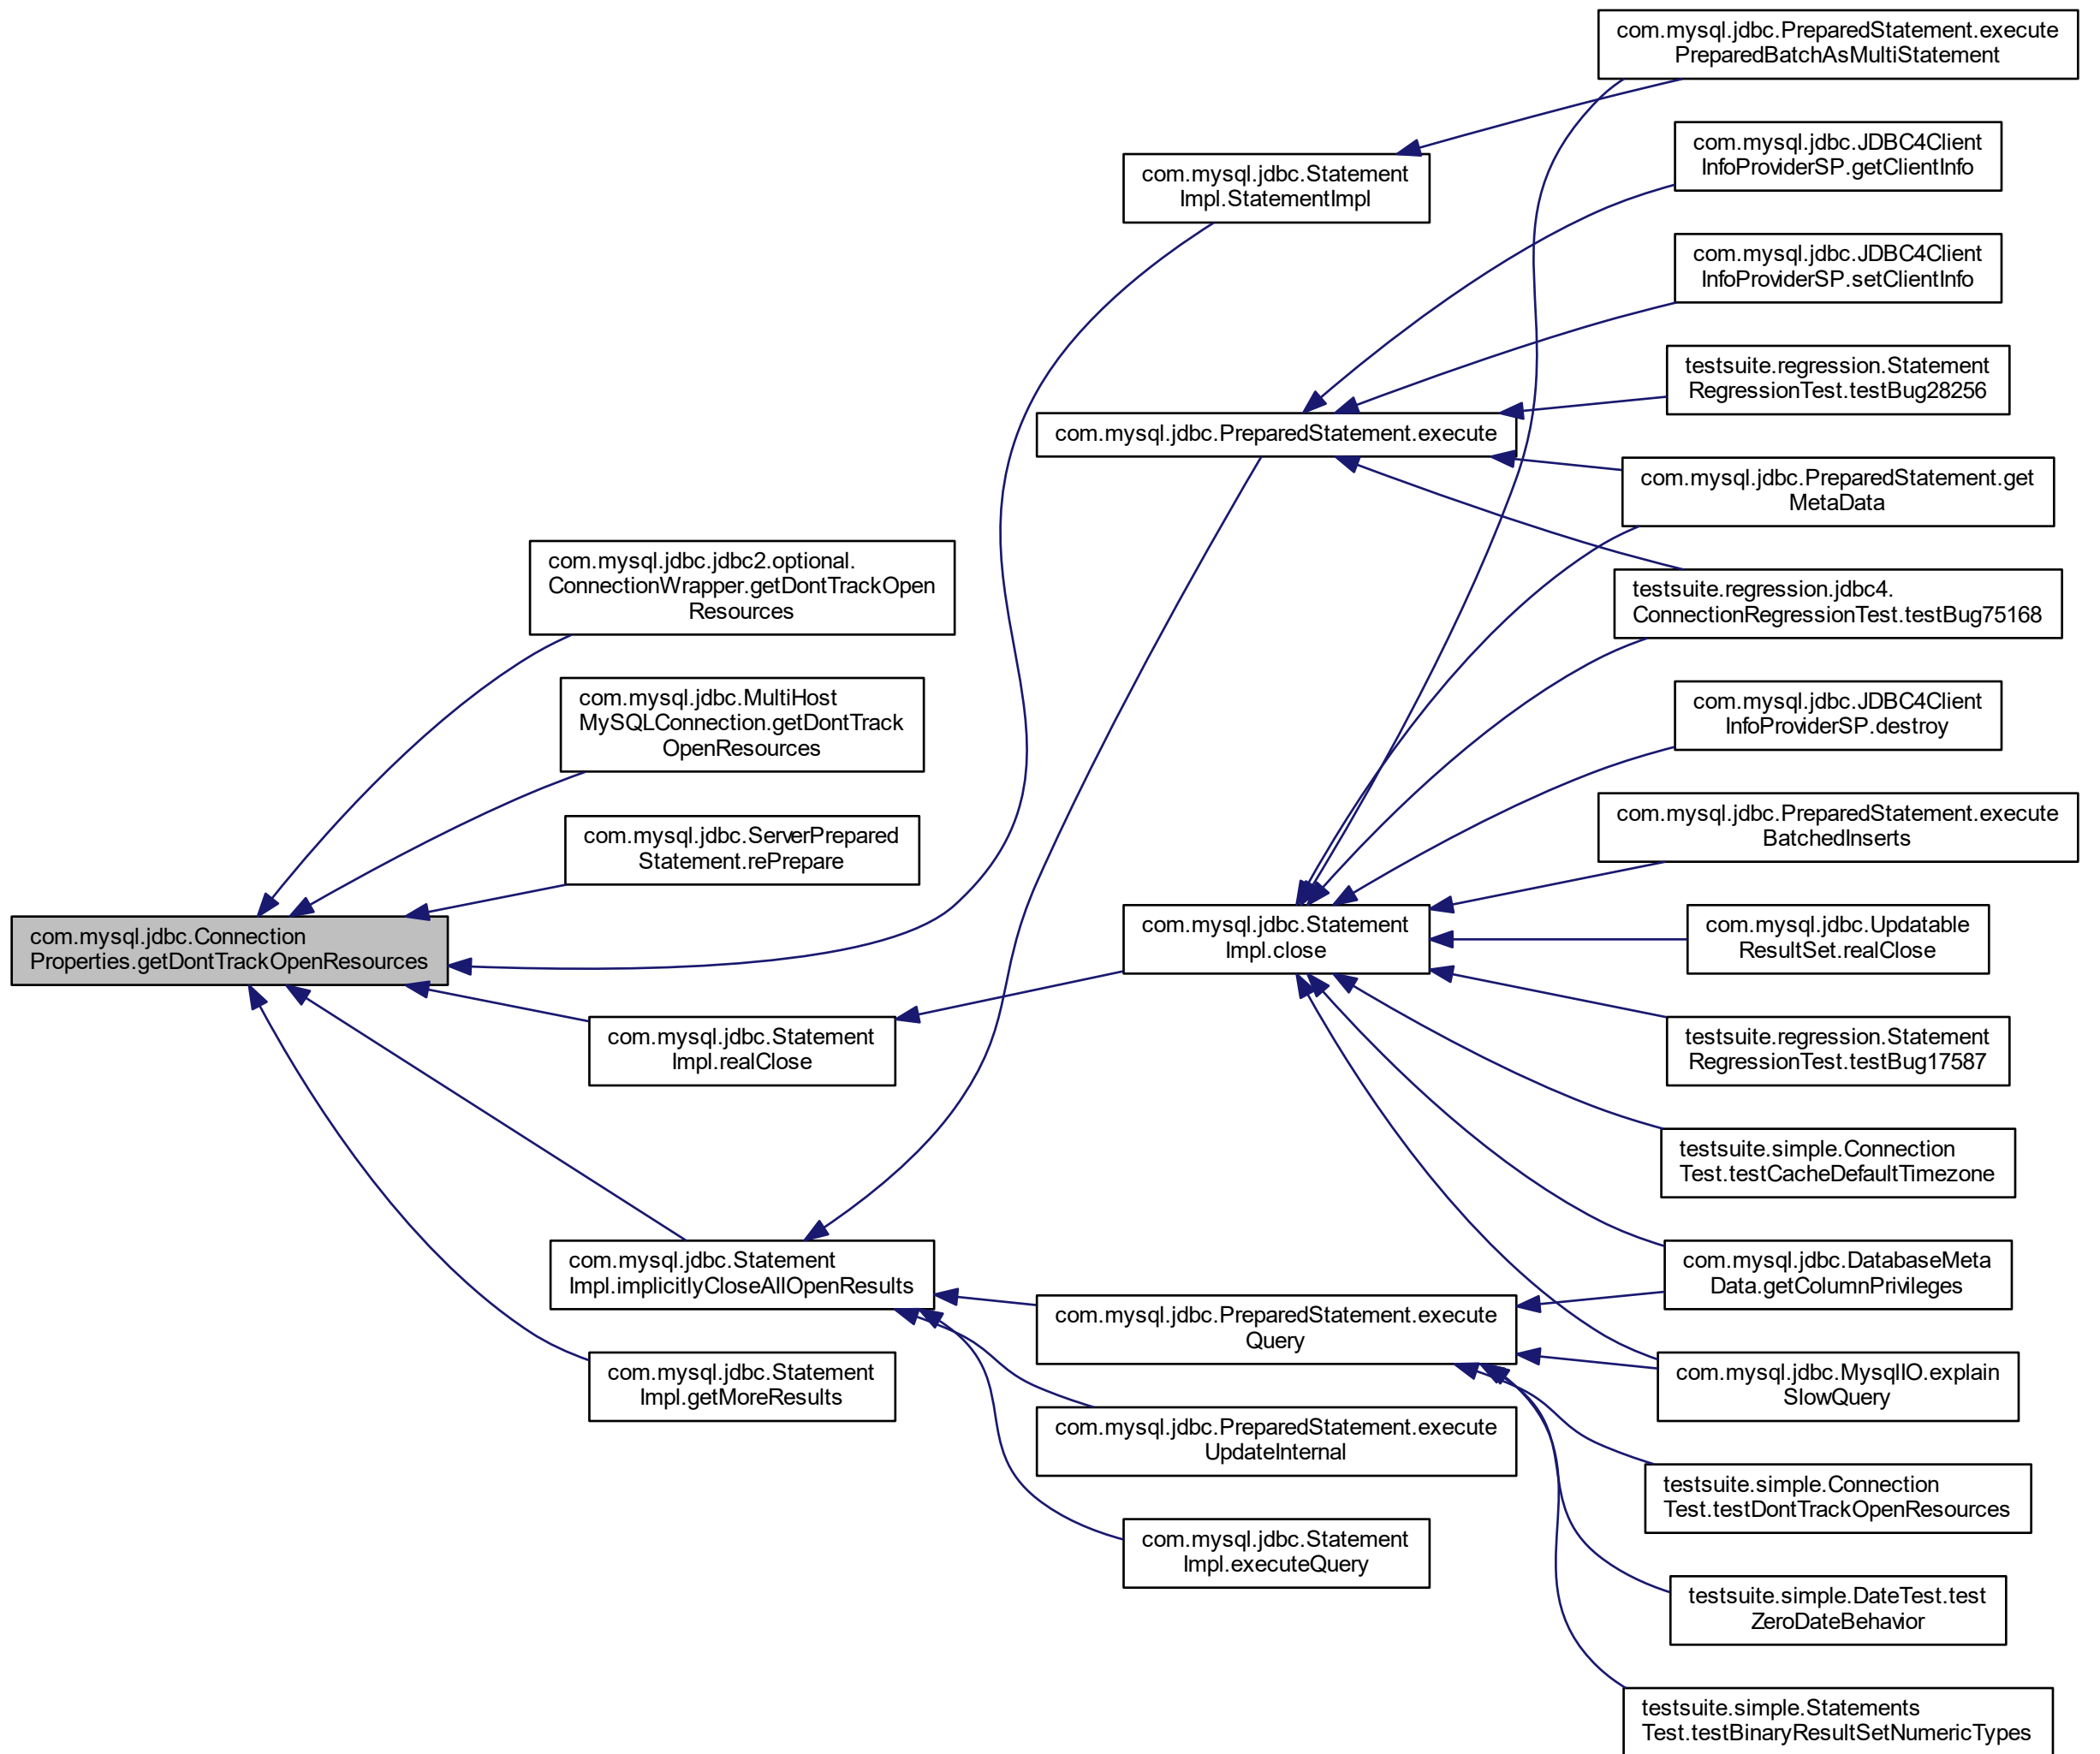 com.mysql.jdbc.PreparedStatement.execute
PreparedBatchAsMultiStatement
com.mysql.jdbc.JDBC4Client
InfoProviderSP.getClientInfo
com.mysql.jdbc.Statement
Impl.StatementImpl
com.mysql.jdbc.JDBC4Client
InfoProviderSP.setClientInfo
testsuite.regression.Statement
RegressionTest.testBug28256
com.mysql.jdbc.PreparedStatement.execute
com.mysql.jdbc.PreparedStatement.get
MetaData
com.mysql.jdbc.jdbc2.optional.
ConnectionWrapper.getDontTrackOpen
Resources
testsuite.regression.jdbc4.
ConnectionRegressionTest.testBug75168
com.mysql.jdbc.MultiHost
MySQLConnection.getDontTrack
OpenResources
com.mysql.jdbc.JDBC4Client
InfoProviderSP.destroy
com.mysql.jdbc.ServerPrepared
Statement.rePrepare
com.mysql.jdbc.PreparedStatement.execute
BatchedInserts
com.mysql.jdbc.Connection
Properties.getDontTrackOpenResources
com.mysql.jdbc.Statement
Impl.close
com.mysql.jdbc.Updatable
ResultSet.realClose
com.mysql.jdbc.Statement
Impl.realClose
testsuite.regression.Statement
RegressionTest.testBug17587
testsuite.simple.Connection
Test.testCacheDefaultTimezone
com.mysql.jdbc.Statement
Impl.implicitlyCloseAllOpenResults
com.mysql.jdbc.DatabaseMeta
Data.getColumnPrivileges
com.mysql.jdbc.PreparedStatement.execute
Query
com.mysql.jdbc.Statement
Impl.getMoreResults
com.mysql.jdbc.MysqlIO.explain
SlowQuery
com.mysql.jdbc.PreparedStatement.execute
UpdateInternal
testsuite.simple.Connection
Test.testDontTrackOpenResources
com.mysql.jdbc.Statement
Impl.executeQuery
testsuite.simple.DateTest.test
ZeroDateBehavior
testsuite.simple.Statements
Test.testBinaryResultSetNumericTypes